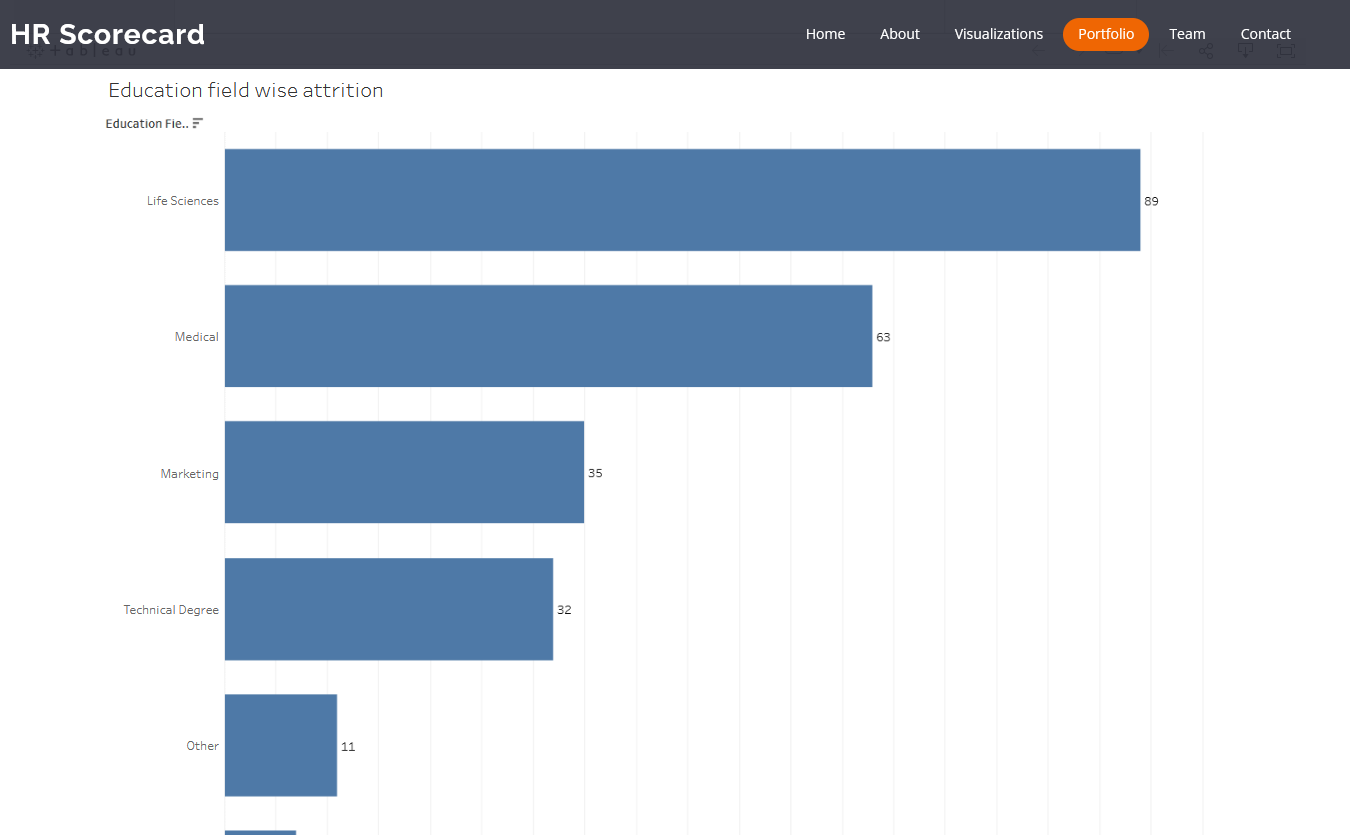 HR Scorecard
Home About Visualizations Portfolio Team Contact
+ a b | e a u
Education field wise attrition
Education Fie..
Life Sciences 89
Medical 63
Marketing 35
Technical Degree 32
Other 11